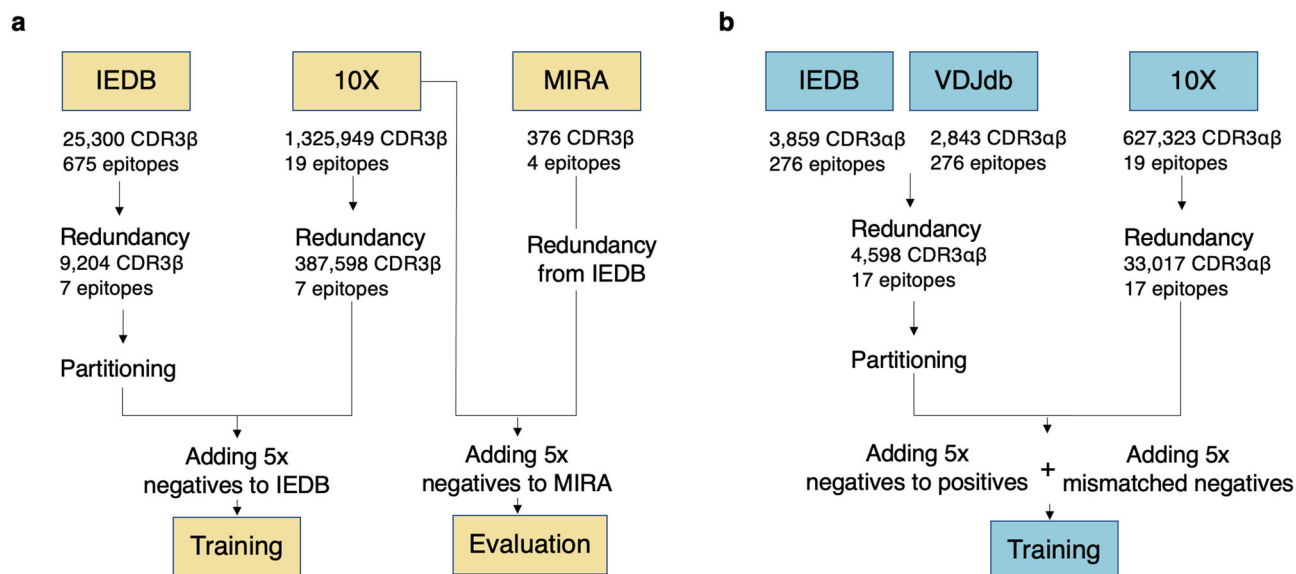 a
IEDB
10X
MIRA
25,300 CDR3β
675 epitopes
1,325,949 CDR3β
19 epitopes
376 CDR3β
4 epitopes
Redundancy
9,204 CDR3β
7 epitopes
Redundancy
387,598 CDR3β
7 epitopes
Redundancy
from IEDB
Partitioning
Adding 5x
negatives to IEDB
Adding 5x
negatives to MIRA
Training
Evaluation
b
IEDB
VDJdb
10X
3,859 CDR3αβ
276 epitopes
2,843 CDR3αβ
276 epitopes
627,323 CDR3αβ
19 epitopes
Redundancy
4,598 CDR3αβ
17 epitopes
Redundancy
33,017 CDR3αβ
17 epitopes
Partitioning
Adding 5x
negatives to positives
+
Adding 5x
mismatched negatives
Training